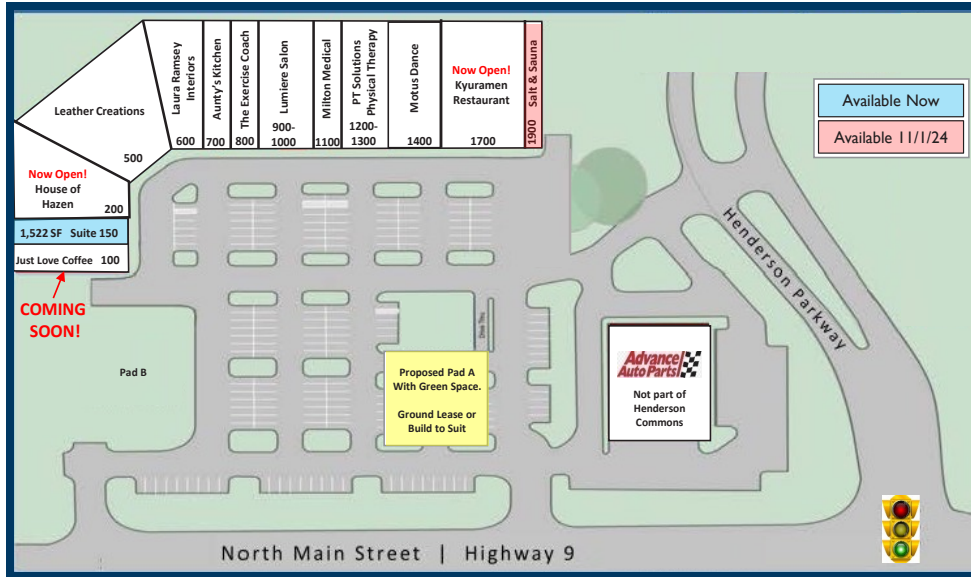 Laura Ramsey
Interiors
600
Aunty's Kitchen
700
The Exercise Coach
800
Lumiere Salon
900-
1000
Milton Medical
1100
PT Solutions
Physical Therapy
1200-
1300
Motus Dance
1400
Now Open!
Kyuramen
Restaurant
1700
1900 Salt & Sauna
Available Now
Available 11/1/24
Leather Creations
500
Now Open!
House of
Hazen
200
1,522 SF Suite 150
Just Love Coffee 100
COMING
SOON!
Pad B
Drive Thru
Proposed Pad A
With Green Space.
Ground Lease or
Build to Suit
Advance
Auto Parts
Not part of
Henderson
Commons
Henderson Parkway
North Main Street | Highway 9